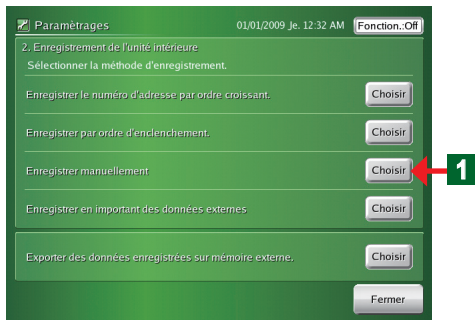 Paramètrages 01/01/2009 Je. 12:32 AM Fonction.:Off
2. Enregistrement de l'unité intérieure
Sélectionner la méthode d'enregistrement.
Enregistrer le numéro d'adresse par ordre croissant. Choisir
Enregistrer par ordre d'enclenchement. Choisir
Enregistrer manuellement Choisir 1
Enregistrer en important des données externes Choisir
Exporter des données enregistrées sur mémoire externe. Choisir
Fermer